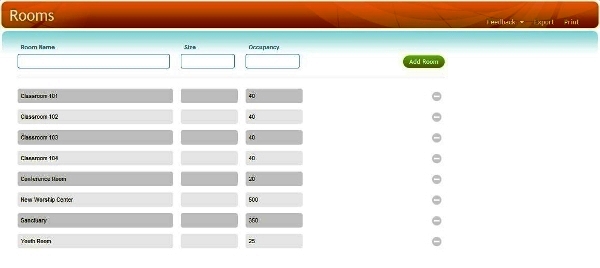 Rooms
Feedback Export Print
Room Name Size Occupancy
Add Room
Classroom 101 40
Classroom 102 40
Classroom 103 40
Classroom 104 40
Conference Room 20
New Worship Center 500
Sanctuary 350
Youth Room 25